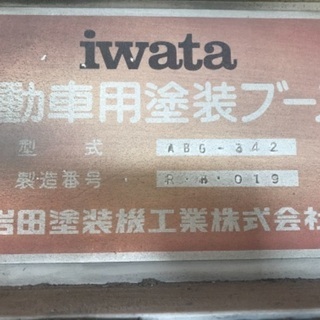 iwata
動車用塗装ブー
型式 ABG-342
製造番号 R・H・019
岩田塗装機工業株式会社